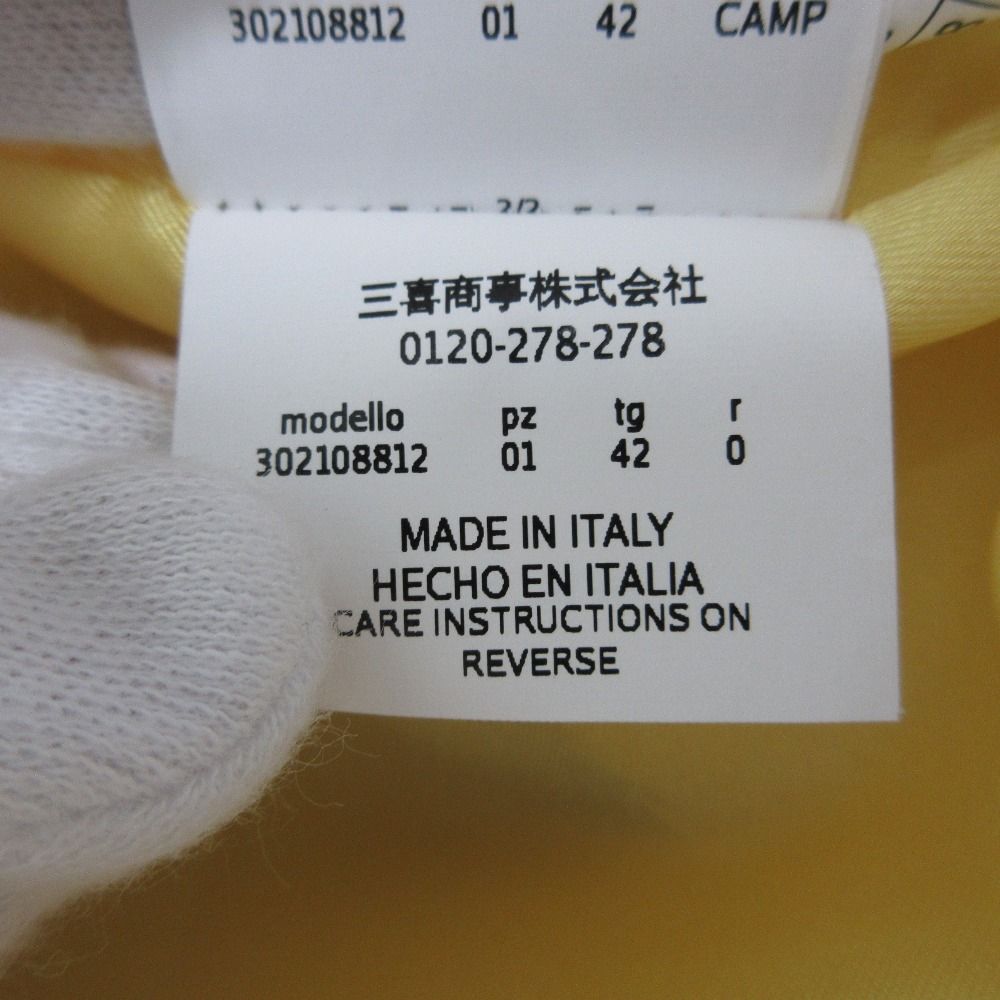 302108812 01 42 CAMP
三喜商事株式会社
0120-278-278
modello pz tg r
302108812 01 42 0
MADE IN ITALY
HECHO EN ITALIA
CARE INSTRUCTIONS ON
REVERSE